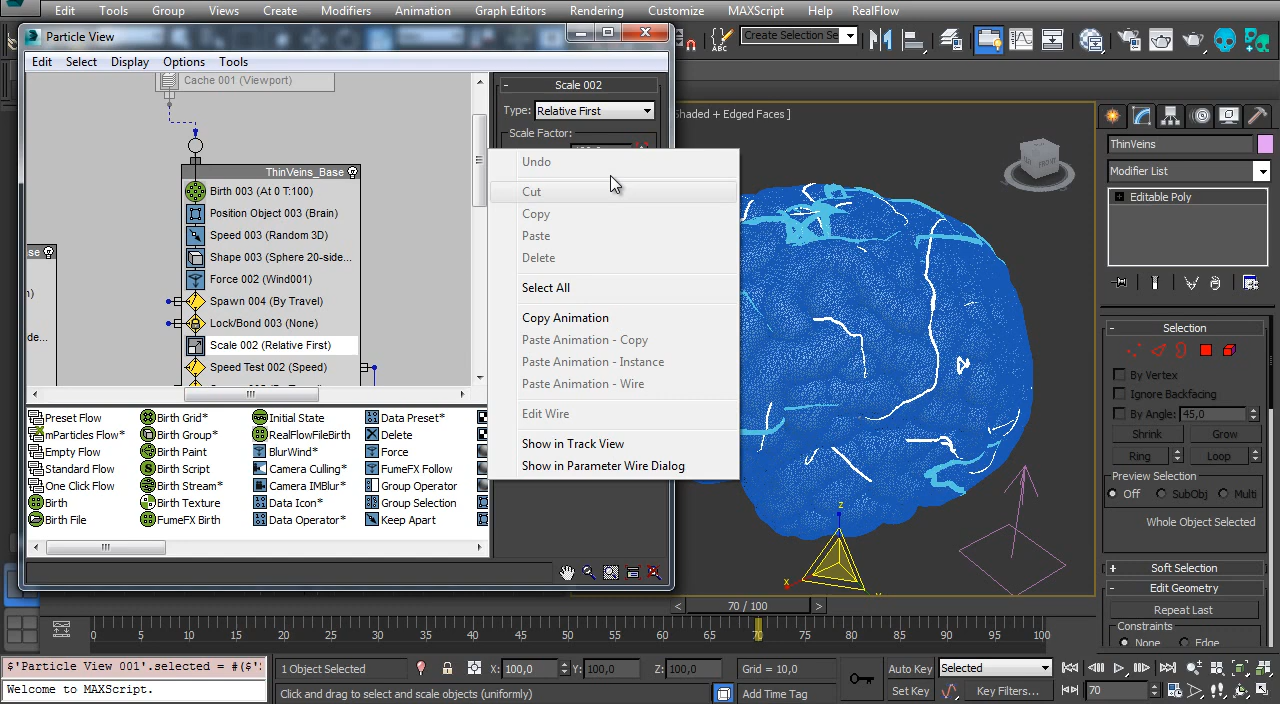 Edit Tools Group Views Create Modifiers Animation Graph Editors Rendering Customize MAXScript Help RealFlow
Particle View
Create Selection Se
ABC
Edit Select Display Options Tools
Cache 001 (Viewport)
Scale 002
Type: Relative First
Scale Factor:
ThinVeins_Base
Birth 003 (At 0 T:100)
Position Object 003 (Brain)
Speed 003 (Random 3D)
Shape 003 (Sphere 20-side...
Force 002 (Wind001)
Spawn 004 (By Travel)
Lock/Bond 003 (None)
Scale 002 (Relative First)
Speed Test 002 (Speed)
se
de...
Undo
Cut
Copy
Paste
Delete
Select All
Copy Animation
Paste Animation - Copy
Paste Animation - Instance
Paste Animation - Wire
Edit Wire
Show in Track View
Show in Parameter Wire Dialog
Preset Flow Birth Grid* Initial State Data Preset*
mParticles Flow* Birth Group* RealFlowFileBirth Delete
Empty Flow Birth Paint BlurWind* Force
Standard Flow Birth Script Camera Culling* FumeFX Follow
One Click Flow Birth Stream* Camera IMBlur* Group Operator
Birth Birth Texture Data Icon* Group Selection
Birth File FumeFX Birth Data Operator* Keep Apart
Shaded + Edged Faces ]
FRONT
z
x
ThinVeins
Modifier List
Editable Poly
Selection
By Vertex
Ignore Backfacing
By Angle: 45,0
Shrink Grow
Ring Loop
Preview Selection
Off SubObj Multi
Whole Object Selected
Soft Selection
Edit Geometry
Repeat Last
Constraints
None Edge
70 / 100
0 5 10 15 20 25 30 35 40 45 50 55 60 65 70 75 80 85 90 95 100
$'Particle View 001'.selected = #($'
Welcome to MAXScript.
1 Object Selected
X: 100,0 Y: 100,0 Z: 100,0 Grid = 10,0
Click and drag to select and scale objects (uniformly)
Add Time Tag
Auto Key Selected
Set Key Key Filters...
70